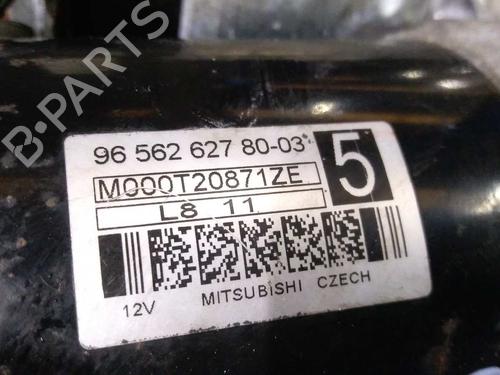 B-PARTS
96 562 627 80-03
5
M000T20871ZE
L8 11
12V MITSUBISHI CZECH